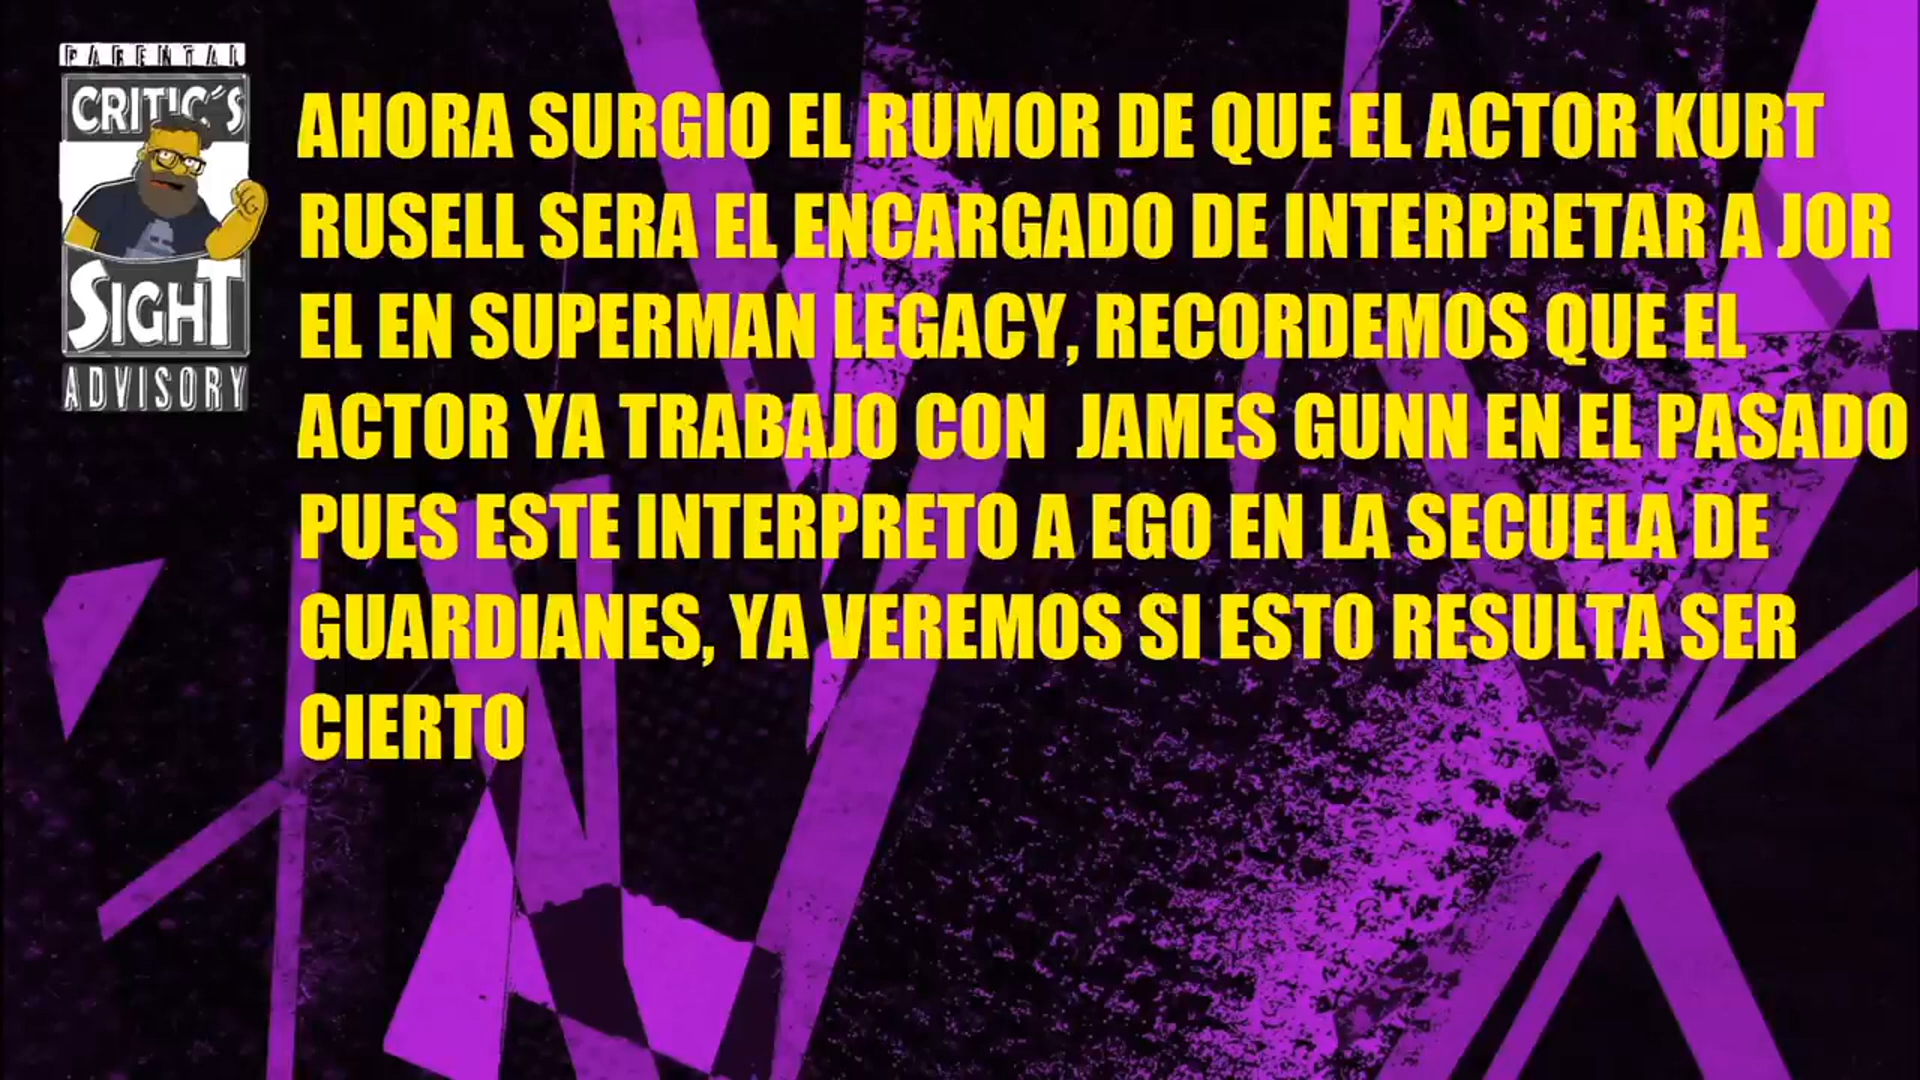 PARENTAL
CRITIC´S
SIGHT
ADVISORY
AHORA SURGIO EL RUMOR DE QUE EL ACTOR KURT
RUSELL SERA EL ENCARGADO DE INTERPRETAR A JOR
EL EN SUPERMAN LEGACY, RECORDEMOS QUE EL
ACTOR YA TRABAJO CON JAMES GUNN EN EL PASADO
PUES ESTE INTERPRETO A EGO EN LA SECUELA DE
GUARDIANES, YA VEREMOS SI ESTO RESULTA SER
CIERTO